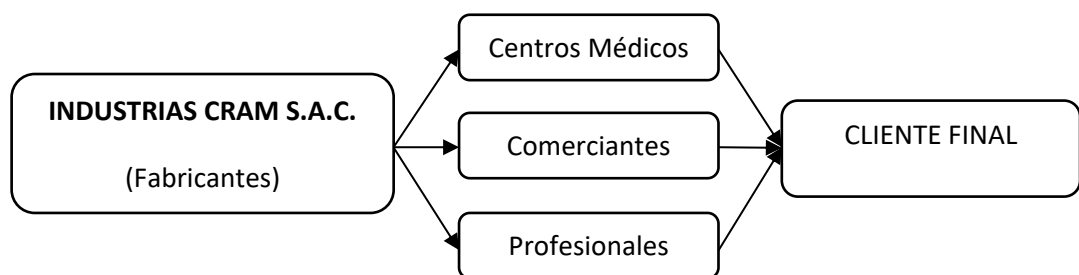 INDUSTRIAS CRAM S.A.C.
(Fabricantes)
Centros Médicos
Comerciantes
Profesionales
CLIENTE FINAL